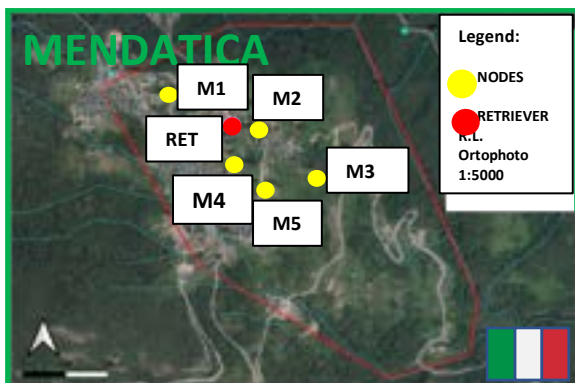 MENDATICA
M1
M2
RET
M3
M4
M5
Legend:
NODES
RETRIEVER
R.L.
Ortophoto
1:5000